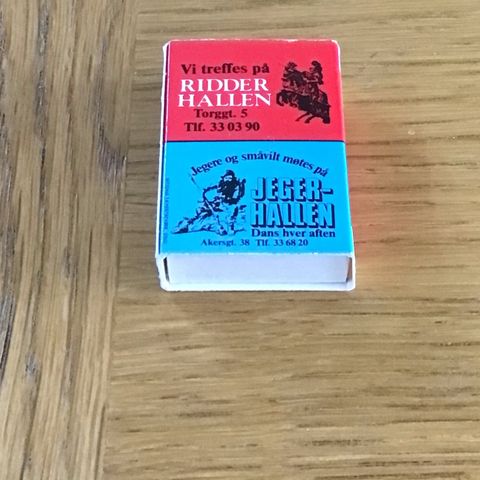 Vi treffes på
RIDDER
HALLEN
Torggt. 5
Tlf. 33 03 90
Jegere og småvilt møtes på
JEGER-
HALLEN
Dans hver aften
Akersgt. 38 Tlf. 33 68 20